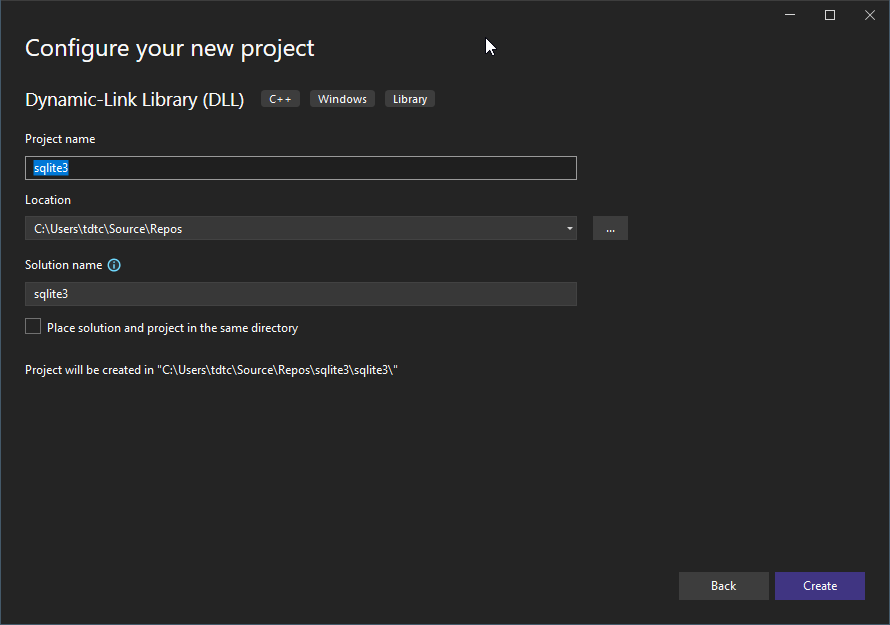 Configure your new project
Dynamic-Link Library (DLL) C++ Windows Library
Project name
sqlite3
Location
C:\Users\tdtc\Source\Repos ...
Solution name
sqlite3
Place solution and project in the same directory
Project will be created in "C:\Users\tdtc\Source\Repos\sqlite3\sqlite3\"
Back Create